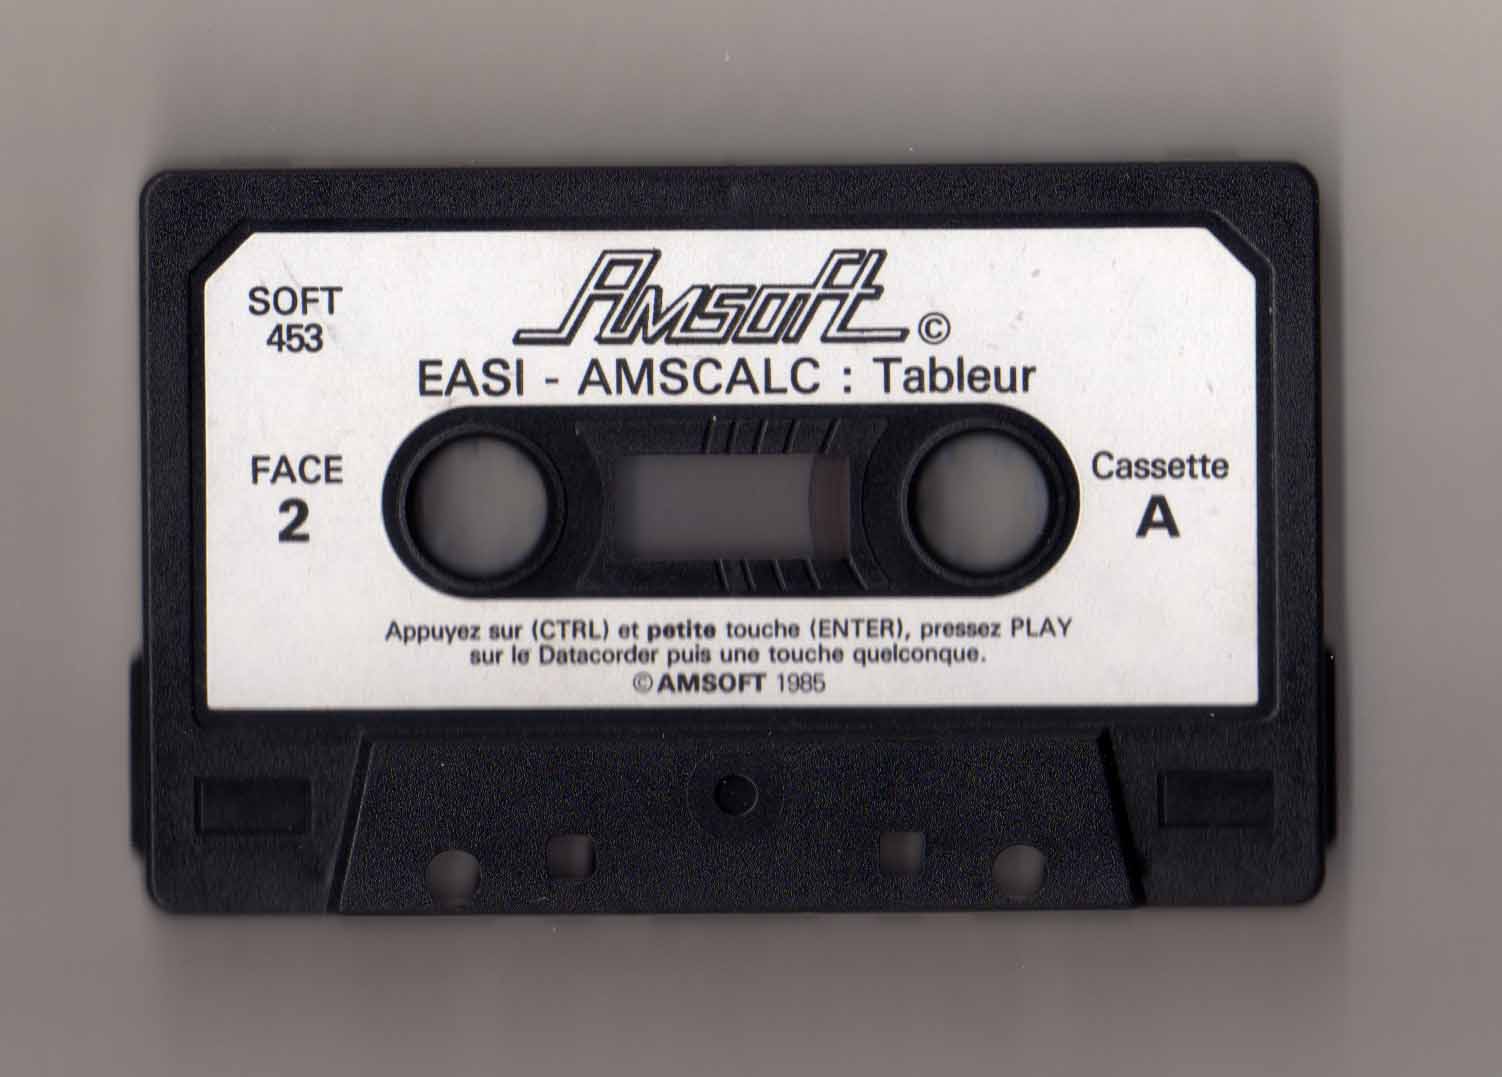 Amsoft ©
SOFT
453
EASI - AMSCALC : Tableur
FACE
2
Cassette
A
Appuyez sur (CTRL) et petite touche (ENTER), pressez PLAY
sur le Datacorder puis une touche quelconque.
© AMSOFT 1985